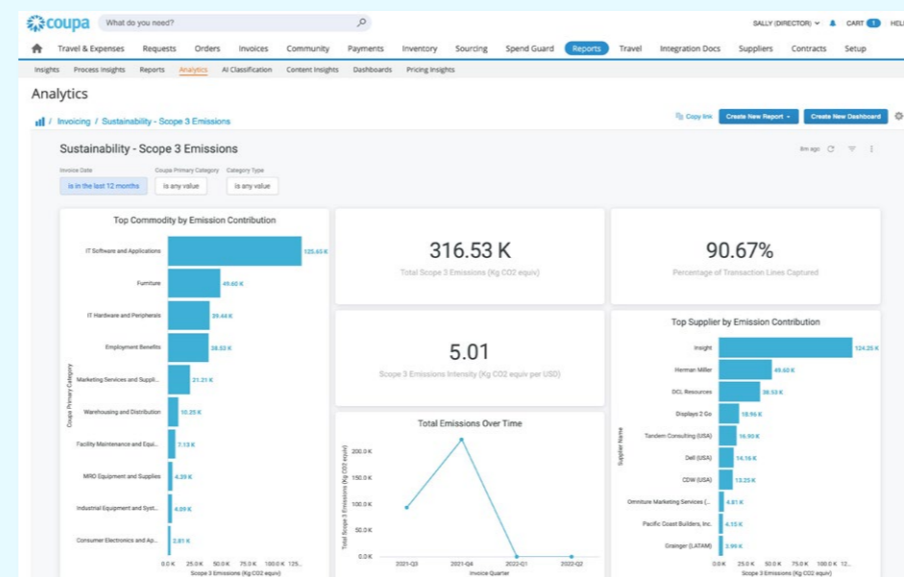 coupa What do you need? SALLY (DIRECTOR) CART 1 HEL
Travel & Expenses Requests Orders Invoices Community Payments Inventory Sourcing Spend Guard Reports Travel Integration Docs Suppliers Contracts Setup
Insights Process Insights Reports Analytics AI Classification Content Insights Dashboards Pricing Insights
Analytics
/ Invoicing / Sustainability - Scope 3 Emissions Copy link Create New Report Create New Dashboard
Sustainability - Scope 3 Emissions 8m ago
Invoice Date Coupa Primary Category Category Type
is in the last 12 months is any value is any value
Top Commodity by Emission Contribution
Coupa Primary Category
IT Software and Applications 125.60 K
Furniture 49.60 K
IT Hardware and Peripherals 39.44 K
Employment Benefits 38.53 K
Marketing Services and Suppli... 21.21 K
Warehousing and Distribution 10.25 K
Facility Maintenance and Equi... 7.13 K
MRO Equipment and Supplies 4.20 K
Industrial Equipment and Syst... 4.09 K
Consumer Electronics and Ap... 2.81 K
0.0 K 25.0 K 50.0 K 75.0 K 100.0 K 125...
Scope 3 Emissions (Kg CO2 equiv)
316.53 K
Total Scope 3 Emissions (Kg CO2 equiv)
90.67%
Percentage of Transaction Lines Captured
5.01
Scope 3 Emissions Intensity (Kg CO2 equiv per USD)
Total Emissions Over Time
Total Scope 3 Emissions (Kg CO2 equiv)
200.0 K
150.0 K
100.0 K
50.0 K
0.0 K
2021-Q3 2021-Q4 2022-Q1 2022-Q2
Invoice Quarter
Top Supplier by Emission Contribution
Supplier Name
Insight 124.25 K
Herman Miller 49.60 K
DCL Resources 38.53 K
Displays 2 Go 18.96 K
Tandem Consulting (USA) 16.90 K
Dell (USA) 14.16 K
CDW (USA) 13.25 K
Omniture Marketing Services (... 4.81 K
Pacific Coast Builders, Inc. 4.15 K
Grainger (LATAM) 3.99 K
0.0 K 25.0 K 50.0 K 75.0 K 100.0 K 12...
Scope 3 Emissions (Kg CO2 equiv)